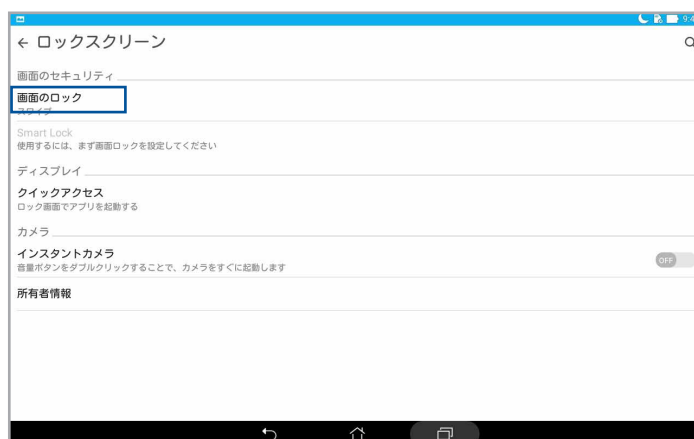 9:4
ロックスクリーン
画面のセキュリティ
画面のロック
スワイプ
Smart Lock
使用するには、まず画面ロックを設定してください
ディスプレイ
クイックアクセス
ロック画面でアプリを起動する
カメラ
インスタントカメラ
音量ボタンをダブルクリックすることで、カメラをすぐに起動します
OFF
所有者情報